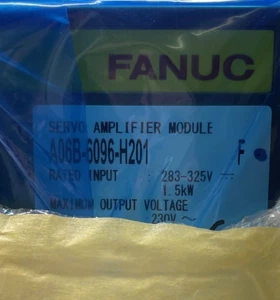 FANUC
SERVO AMPLIFIER MODULE
A06B-6096-H201 F
RATED INPUT : 283-325V ⎓
1.5kW
MAXIMUM OUTPUT VOLTAGE
230V ~